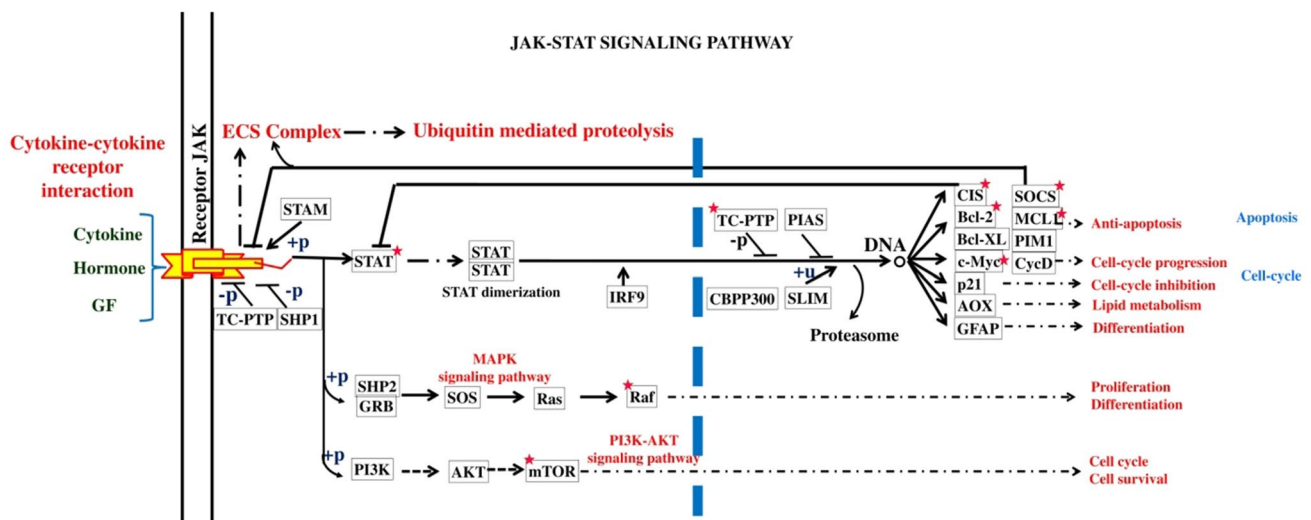 JAK-STAT SIGNALING PATHWAY
Cytokine-cytokine
receptor
interaction
Receptor JAK
ECS Complex
Ubiquitin mediated proteolysis
Cytokine
Hormone
GF
STAM
+p
-p
-p
TC-PTP
SHP1
STAT
STAT
STAT
STAT dimerization
IRF9
TC-PTP
PIAS
-p
+u
CBPP300
SLIM
Proteasome
DNA
CIS
Bcl-2
Bcl-XL
c-Myc
p21
AOX
GFAP
SOCS
MCL1
PIM1
CycD
Anti-apoptosis
Cell-cycle progression
Cell-cycle inhibition
Lipid metabolism
Differentiation
Apoptosis
Cell-cycle
+p
SHP2
GRB
SOS
MAPK
signaling pathway
Ras
Raf
Proliferation
Differentiation
+p
PI3K
AKT
mTOR
PI3K-AKT
signaling pathway
Cell cycle
Cell survival